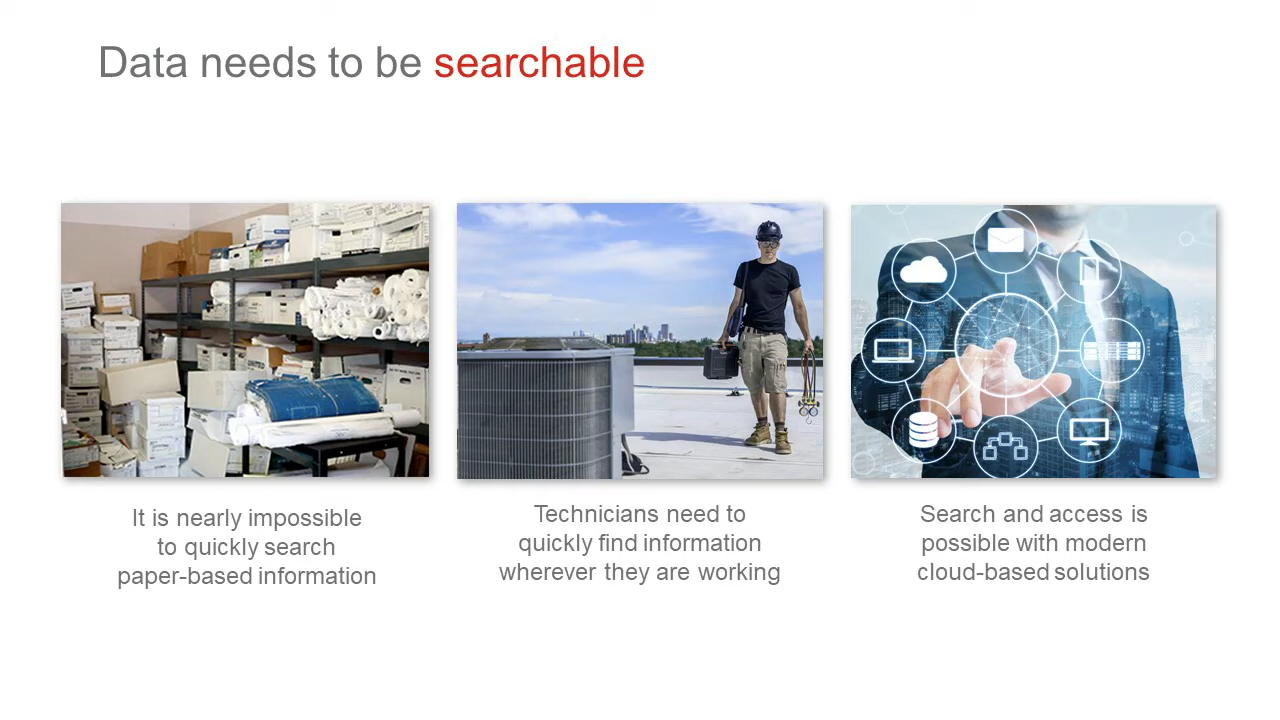 Data needs to be searchable
It is nearly impossible
to quickly search
paper-based information
Technicians need to
quickly find information
wherever they are working
Search and access is
possible with modern
cloud-based solutions